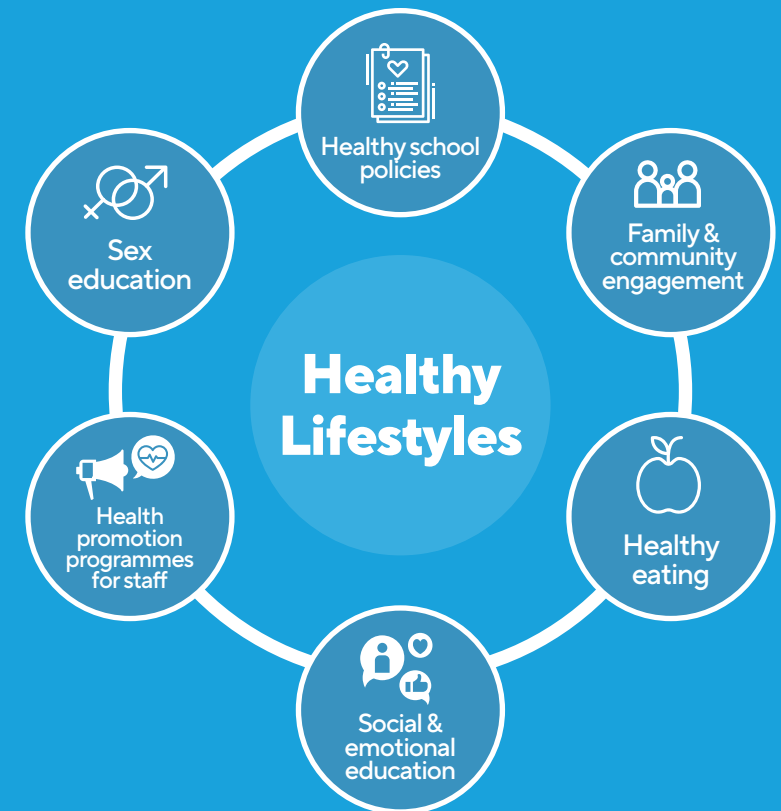 Healthy school
policies
Family &
community
engagement
Healthy
eating
Social &
emotional
education
Health
promotion
programmes
for staff
Sex
education
Healthy
Lifestyles